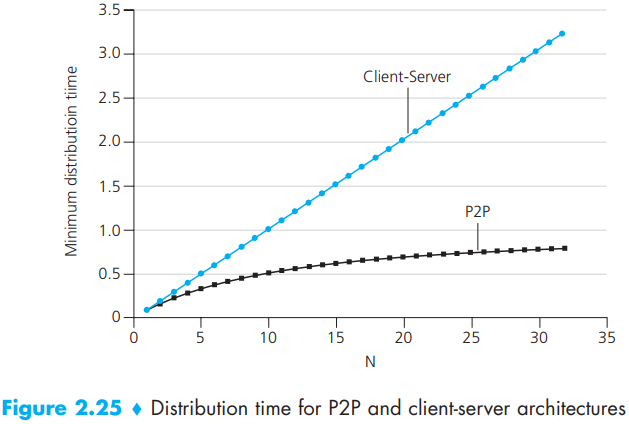 3.5
3.0
2.5
2.0
1.5
1.0
0.5
0
Minimum distributioin tiime
Client-Server
P2P
0 5 10 15 20 25 30 35
N
Figure 2.25 ♦ Distribution time for P2P and client-server architectures